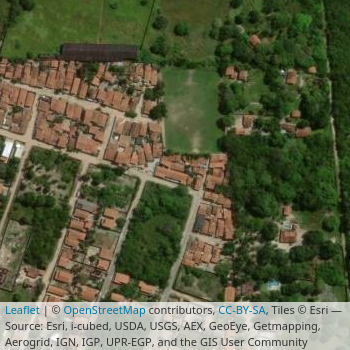 Leaflet | © OpenStreetMap contributors, CC-BY-SA, Tiles © Esri —
Source: Esri, i-cubed, USDA, USGS, AEX, GeoEye, Getmapping,
Aerogrid, IGN, IGP, UPR-EGP, and the GIS User Community